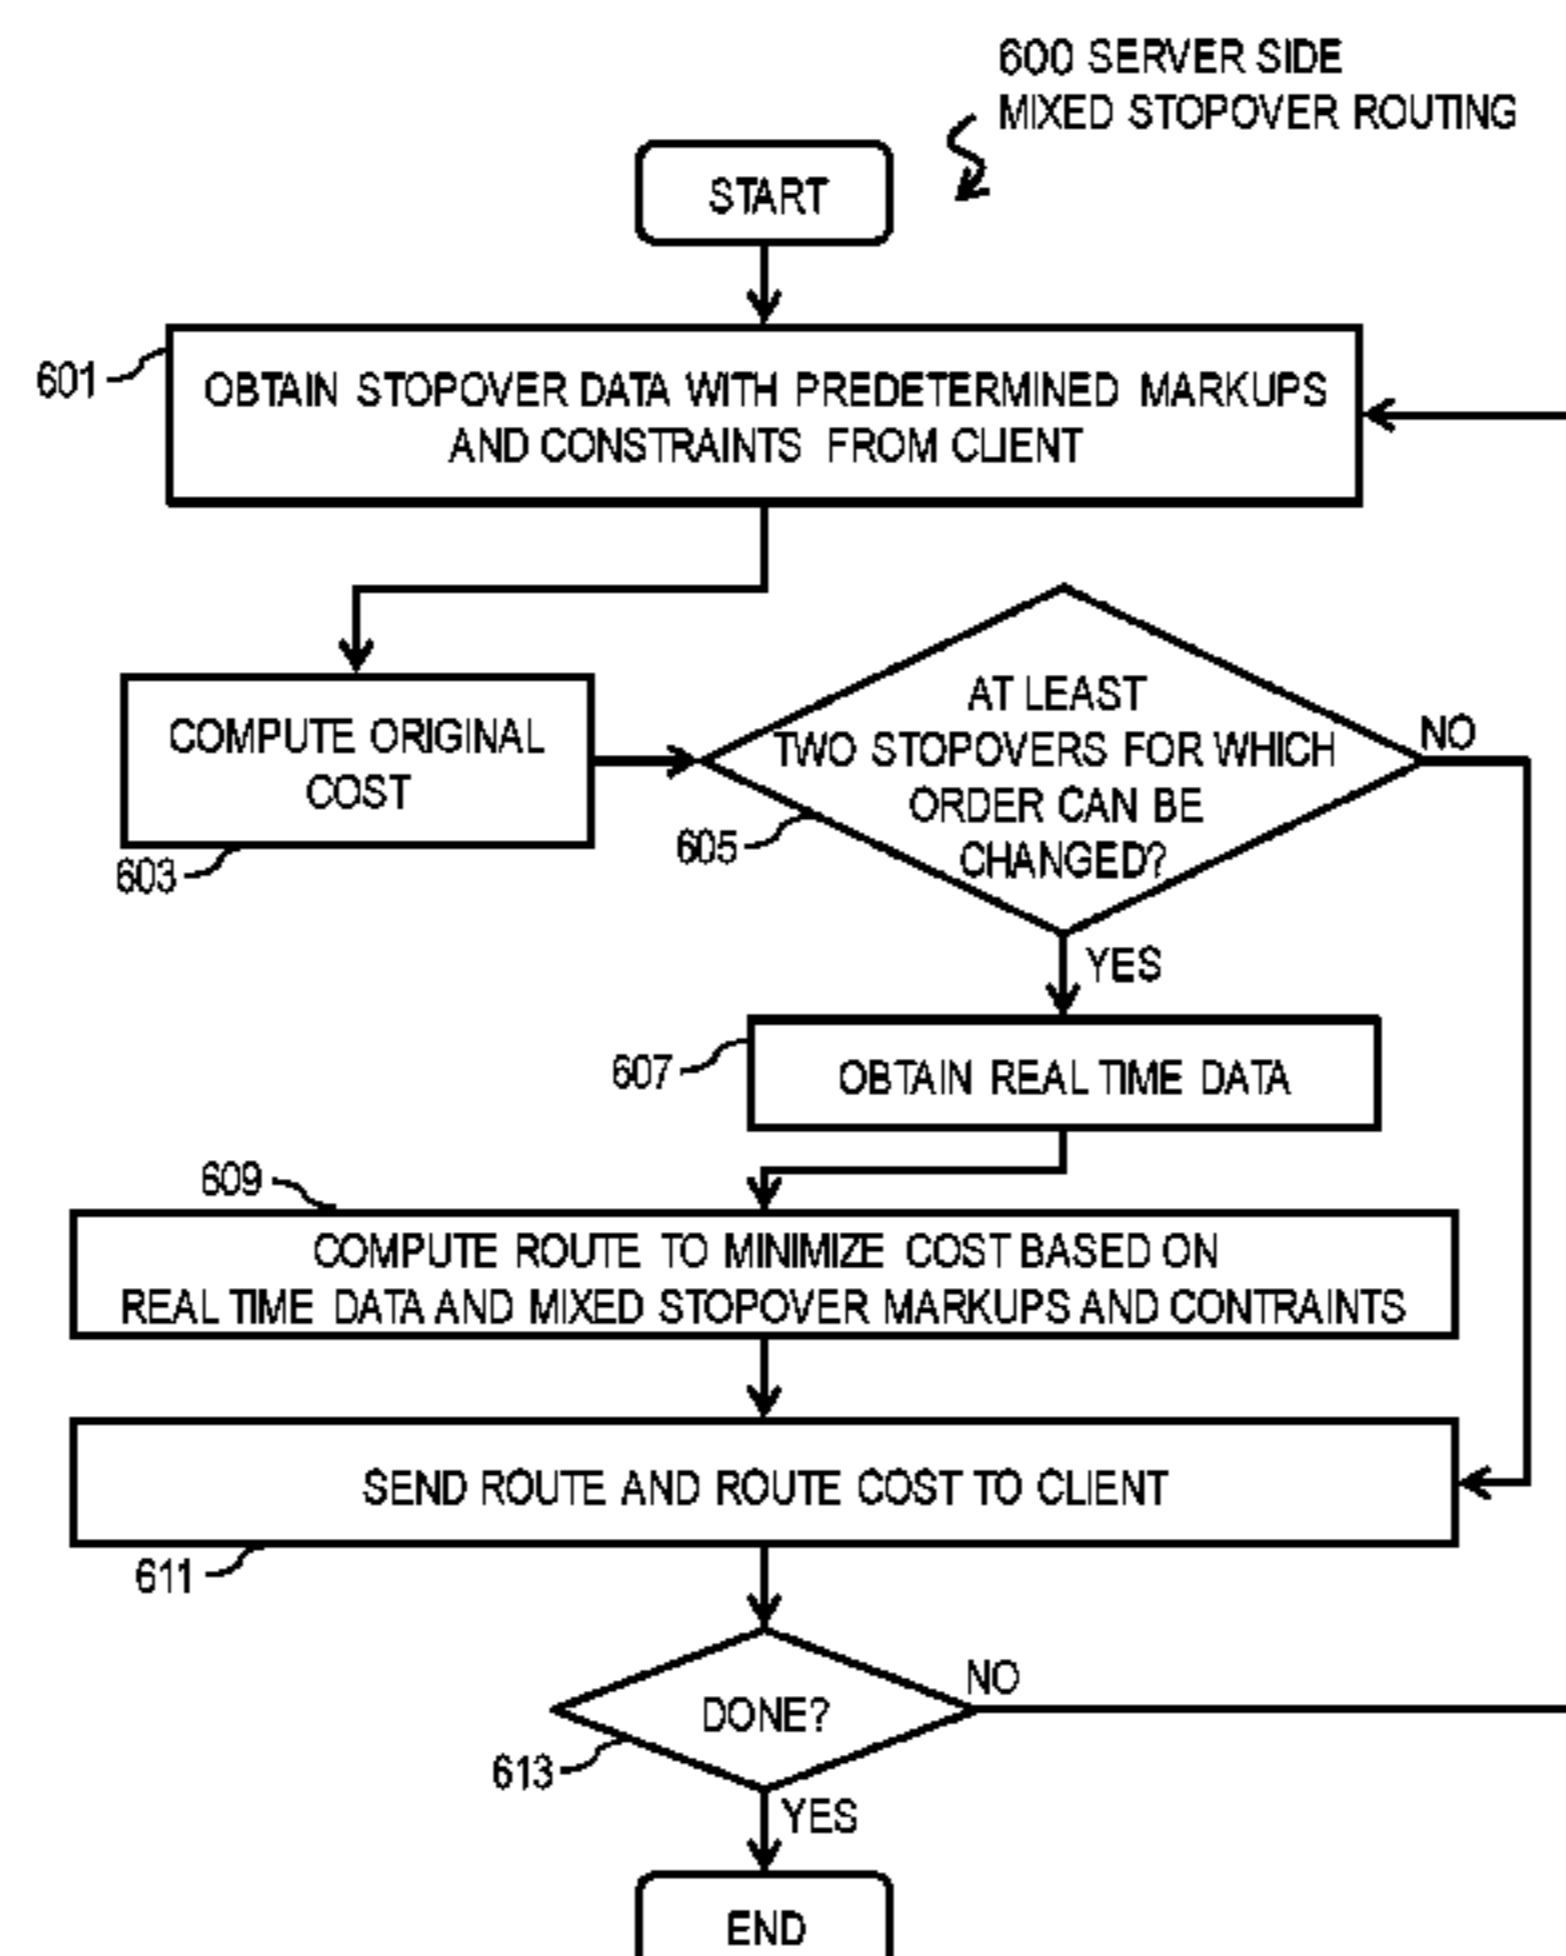 600 SERVER SIDE
MIXED STOPOVER ROUTING
START
601
OBTAIN STOPOVER DATA WITH PREDETERMINED MARKUPS
AND CONSTRAINTS FROM CLIENT
COMPUTE ORIGINAL
COST
603
AT LEAST
TWO STOPOVERS FOR WHICH
ORDER CAN BE
CHANGED?
605
NO
YES
607
OBTAIN REAL TIME DATA
609
COMPUTE ROUTE TO MINIMIZE COST BASED ON
REAL TIME DATA AND MIXED STOPOVER MARKUPS AND CONTRAINTS
SEND ROUTE AND ROUTE COST TO CLIENT
611
DONE?
NO
613
YES
END